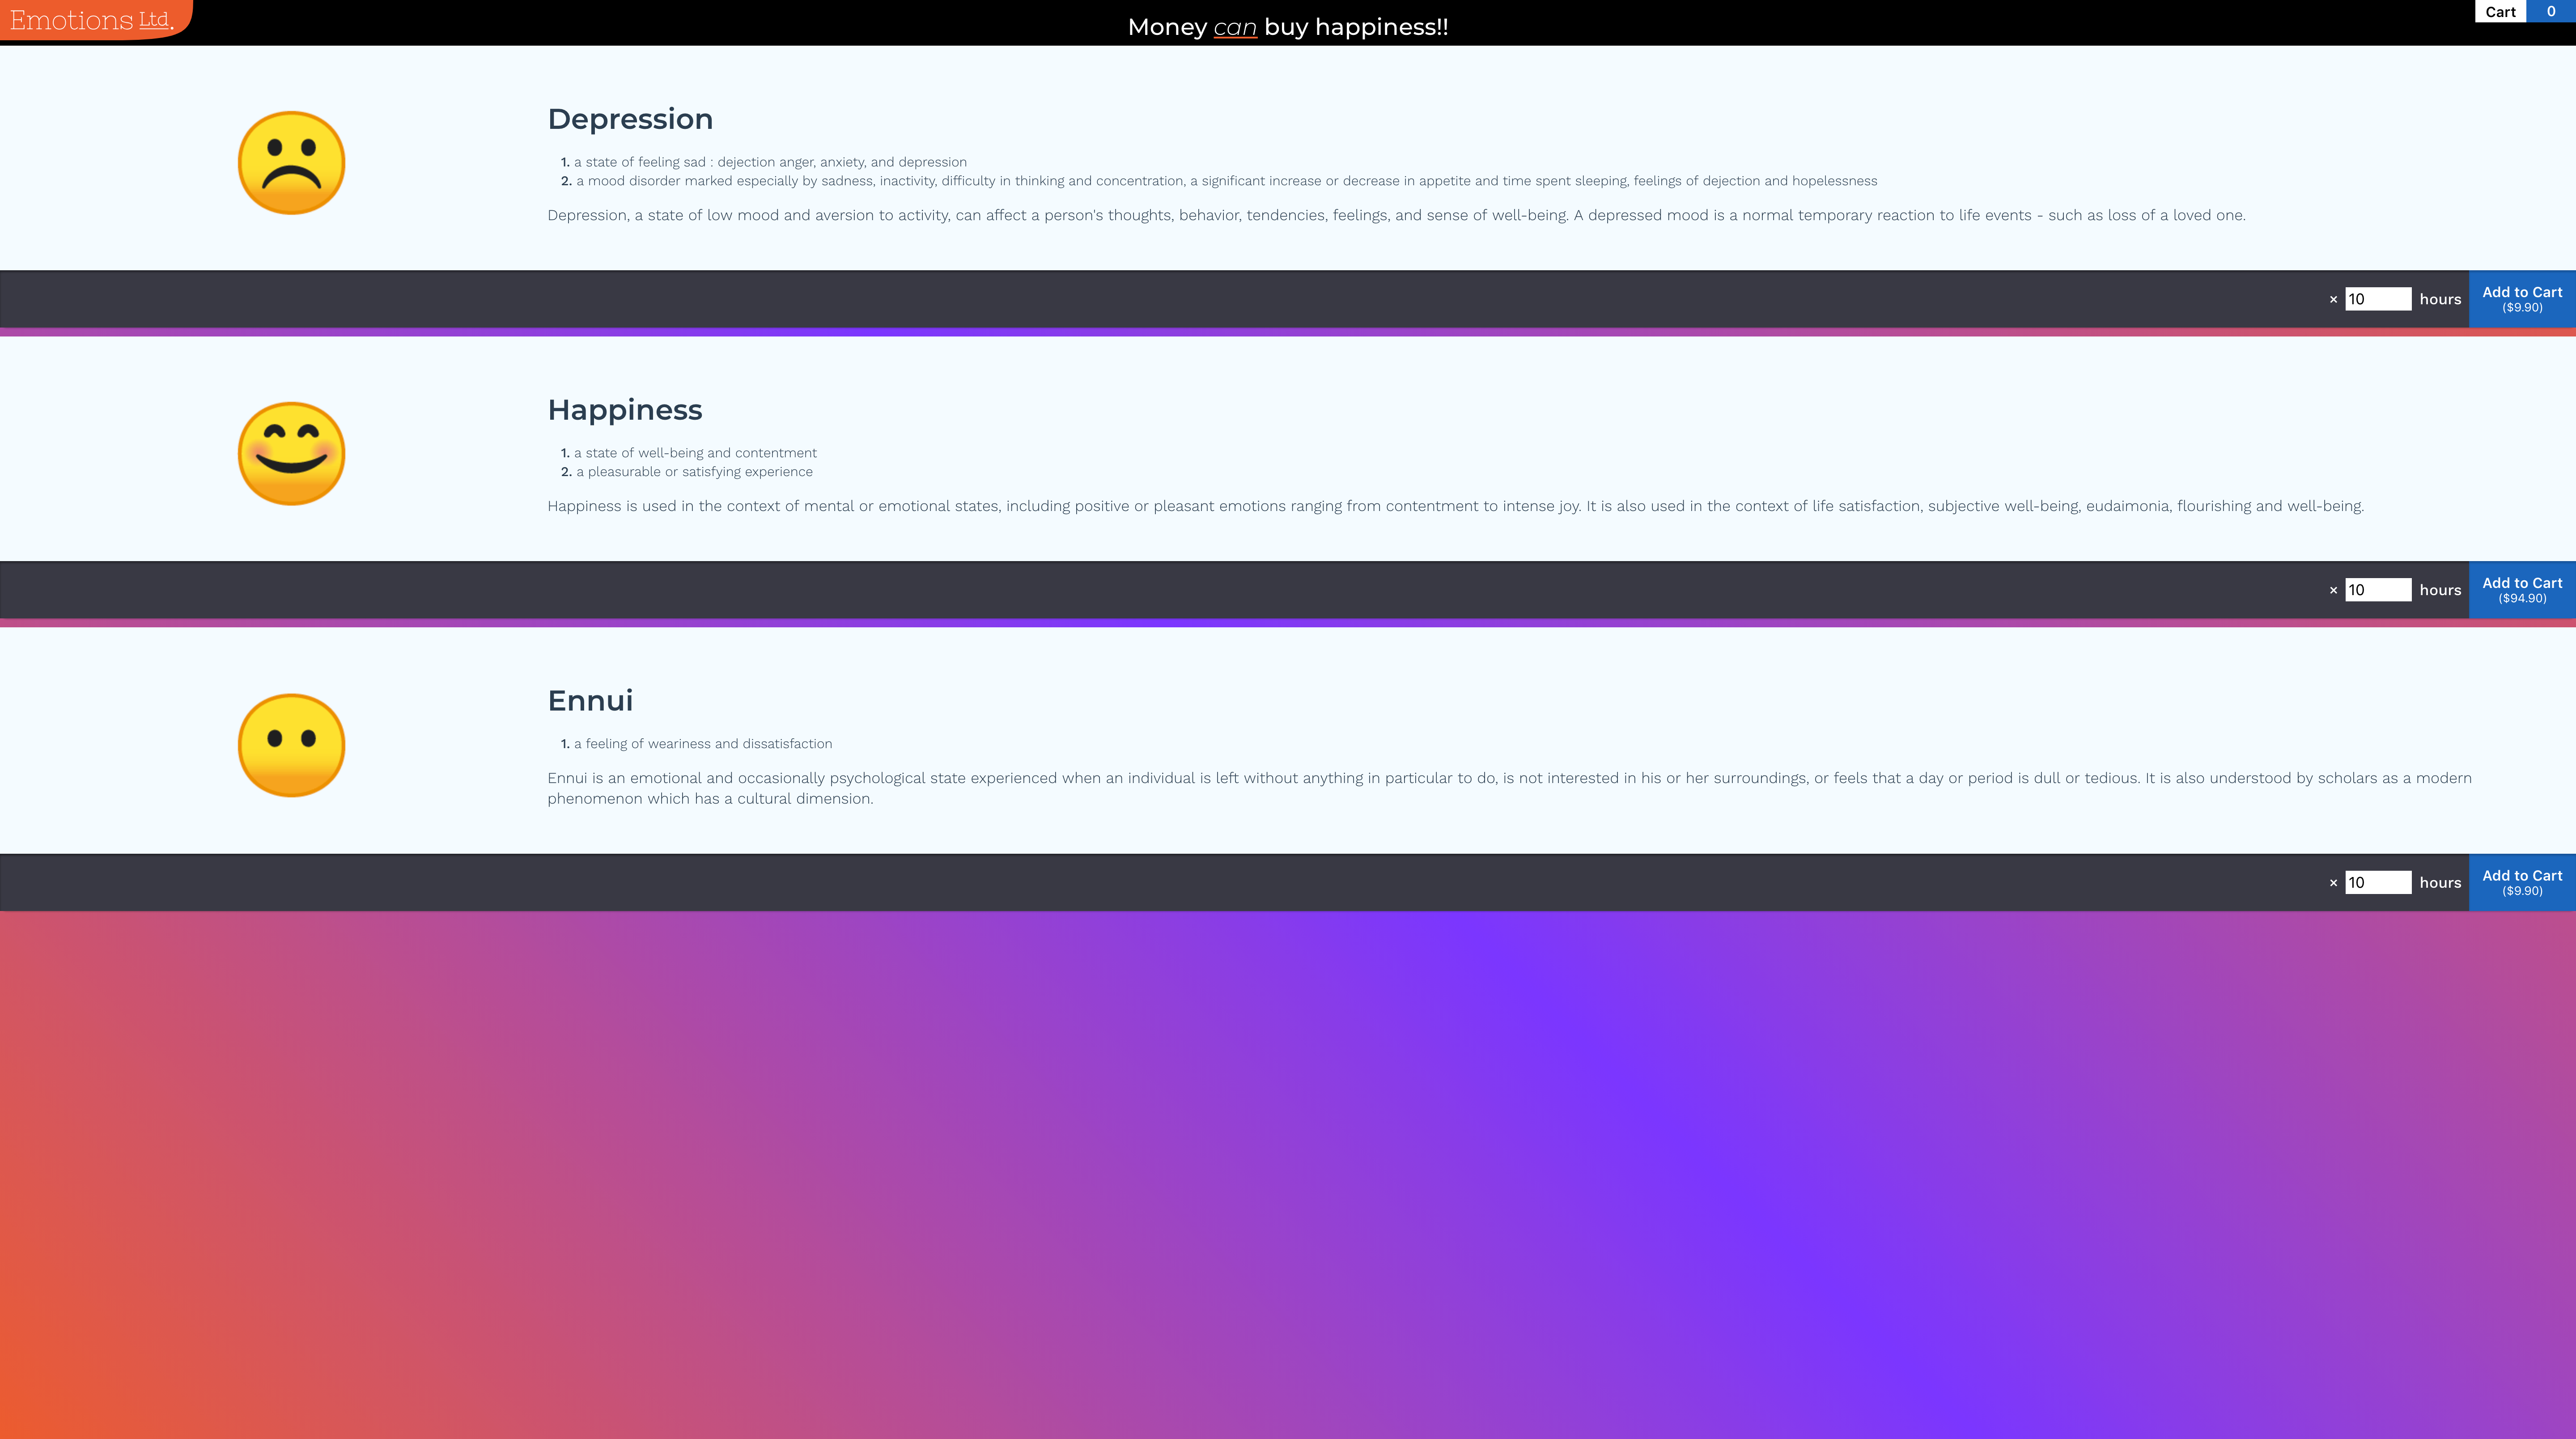 Emotions Ltd.
Money can buy happiness!!
Cart 0
Depression
1. a state of feeling sad : dejection anger, anxiety, and depression
2. a mood disorder marked especially by sadness, inactivity, difficulty in thinking and concentration, a significant increase or decrease in appetite and time spent sleeping, feelings of dejection and hopelessness
Depression, a state of low mood and aversion to activity, can affect a person's thoughts, behavior, tendencies, feelings, and sense of well-being. A depressed mood is a normal temporary reaction to life events - such as loss of a loved one.
× 10 hours
Add to Cart
($9.90)
Happiness
1. a state of well-being and contentment
2. a pleasurable or satisfying experience
Happiness is used in the context of mental or emotional states, including positive or pleasant emotions ranging from contentment to intense joy. It is also used in the context of life satisfaction, subjective well-being, eudaimonia, flourishing and well-being.
× 10 hours
Add to Cart
($94.90)
Ennui
1. a feeling of weariness and dissatisfaction
Ennui is an emotional and occasionally psychological state experienced when an individual is left without anything in particular to do, is not interested in his or her surroundings, or feels that a day or period is dull or tedious. It is also understood by scholars as a modern
phenomenon which has a cultural dimension.
× 10 hours
Add to Cart
($9.90)